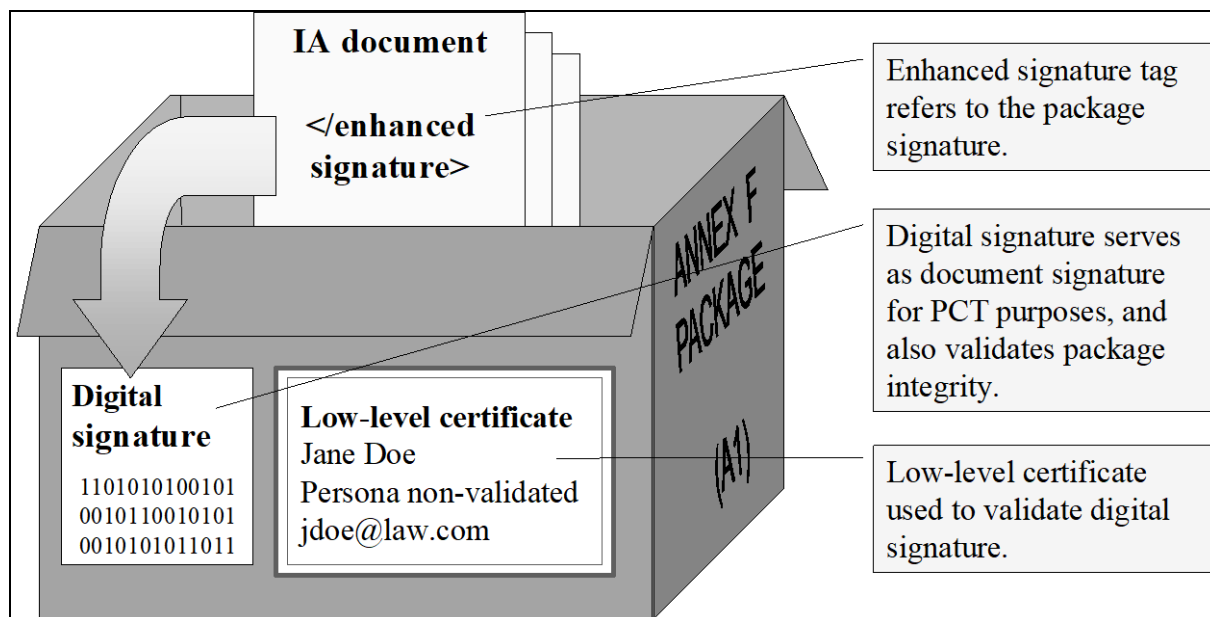 IA document
</enhanced
signature>
Enhanced signature tag
refers to the package
signature.
ANNEX F
PACKAGE
(A1)
Digital signature serves
as document signature
for PCT purposes, and
also validates package
integrity.
Digital
signature
1101010100101
0010110010101
0010101011011
Low-level certificate
Jane Doe
Persona non-validated
jdoe@law.com
Low-level certificate
used to validate digital
signature.